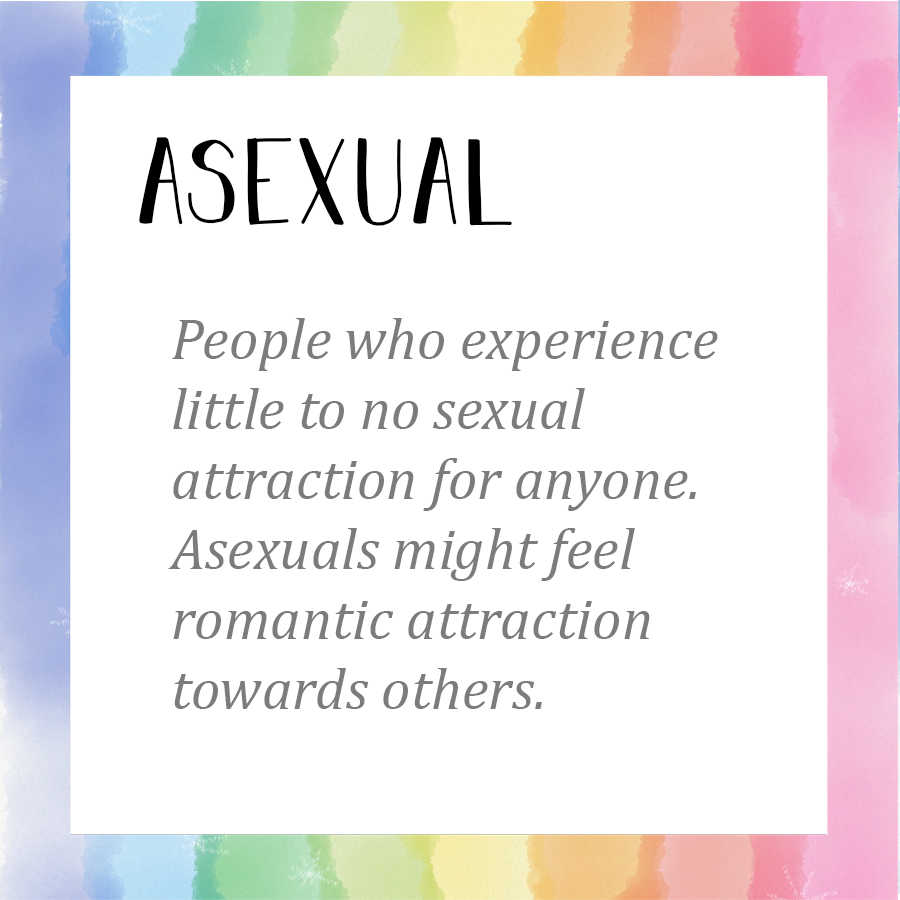 ASEXUAL
People who experience
little to no sexual
attraction for anyone.
Asexuals might feel
romantic attraction
towards others.